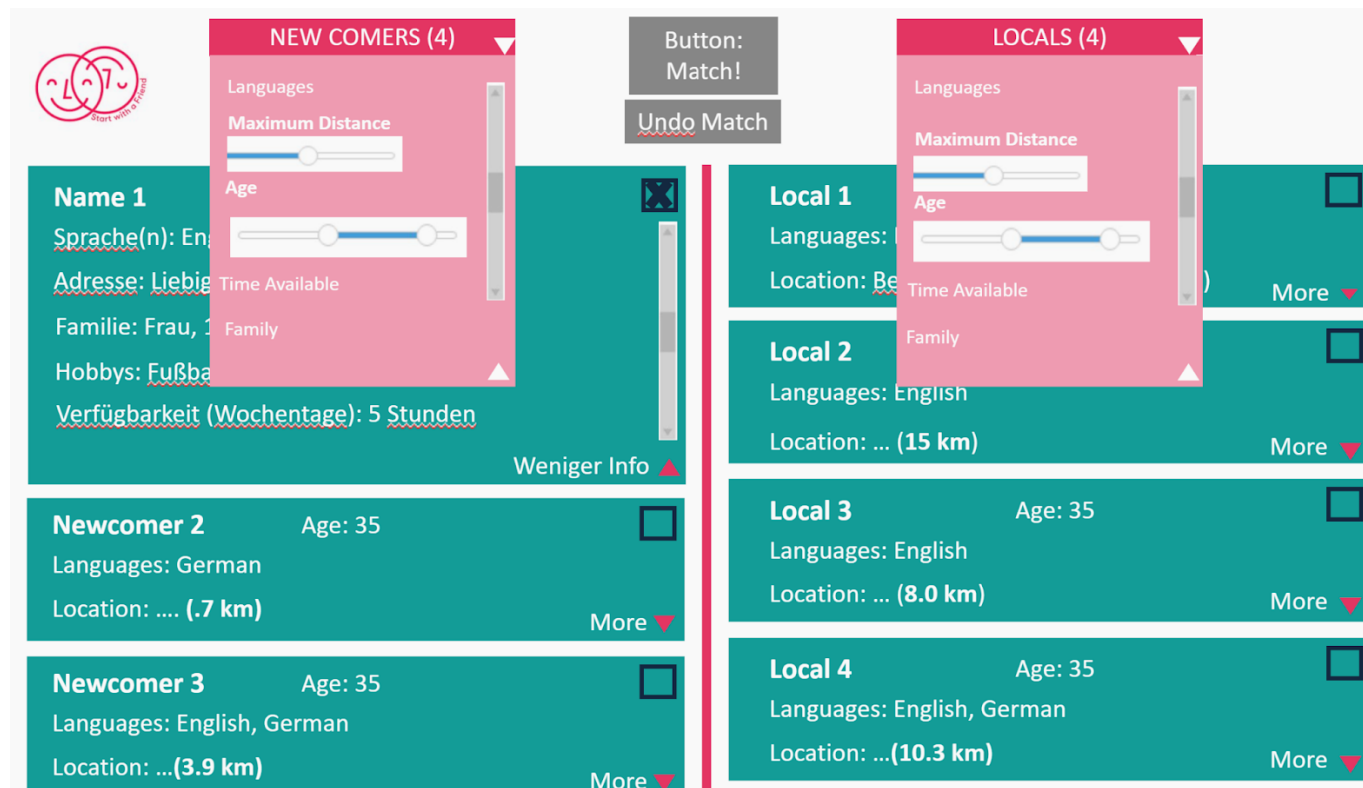 Start with a Friend
NEW COMERS (4)
Languages
Maximum Distance
Age
Time Available
Family
Button:
Match!
Undo Match
LOCALS (4)
Languages
Maximum Distance
Age
Time Available
Family
Name 1
Sprache(n): En
Adresse: Liebig
Familie: Frau, 1
Hobbys: Fußba
Verfügbarkeit (Wochentage): 5 Stunden
Weniger Info
Newcomer 2 Age: 35
Languages: German
Location: .... (.7 km)
More
Newcomer 3 Age: 35
Languages: English, German
Location: ...(3.9 km)
More
Local 1
Languages:
Location: Be )
More
Local 2
Languages: English
Location: ... (15 km)
More
Local 3 Age: 35
Languages: English
Location: ... (8.0 km)
More
Local 4 Age: 35
Languages: English, German
Location: ...(10.3 km)
More